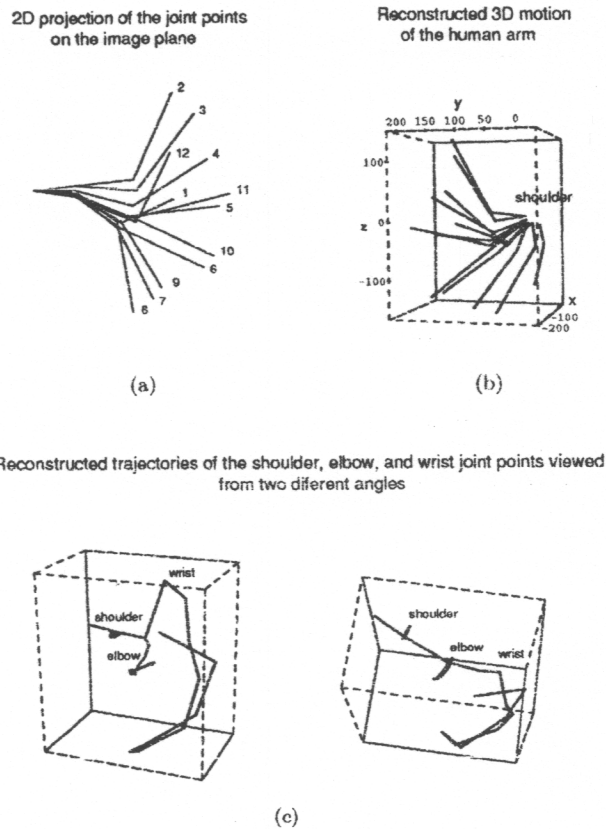 2D projection of the joint points
on the image plane
2
3
12
4
1
11
5
10
6
9
7
6
(a)
Reconstructed 3D motion
of the human arm
y
200 150 100 50 0
100
shoulder
z
0
-100
x
-100
-200
(b)
Reconstructed trajectories of the shoulder, elbow, and wrist joint points viewed
from two diferent angles
wrist
shoulder
elbow
shoulder
elbow
wrist
(c)